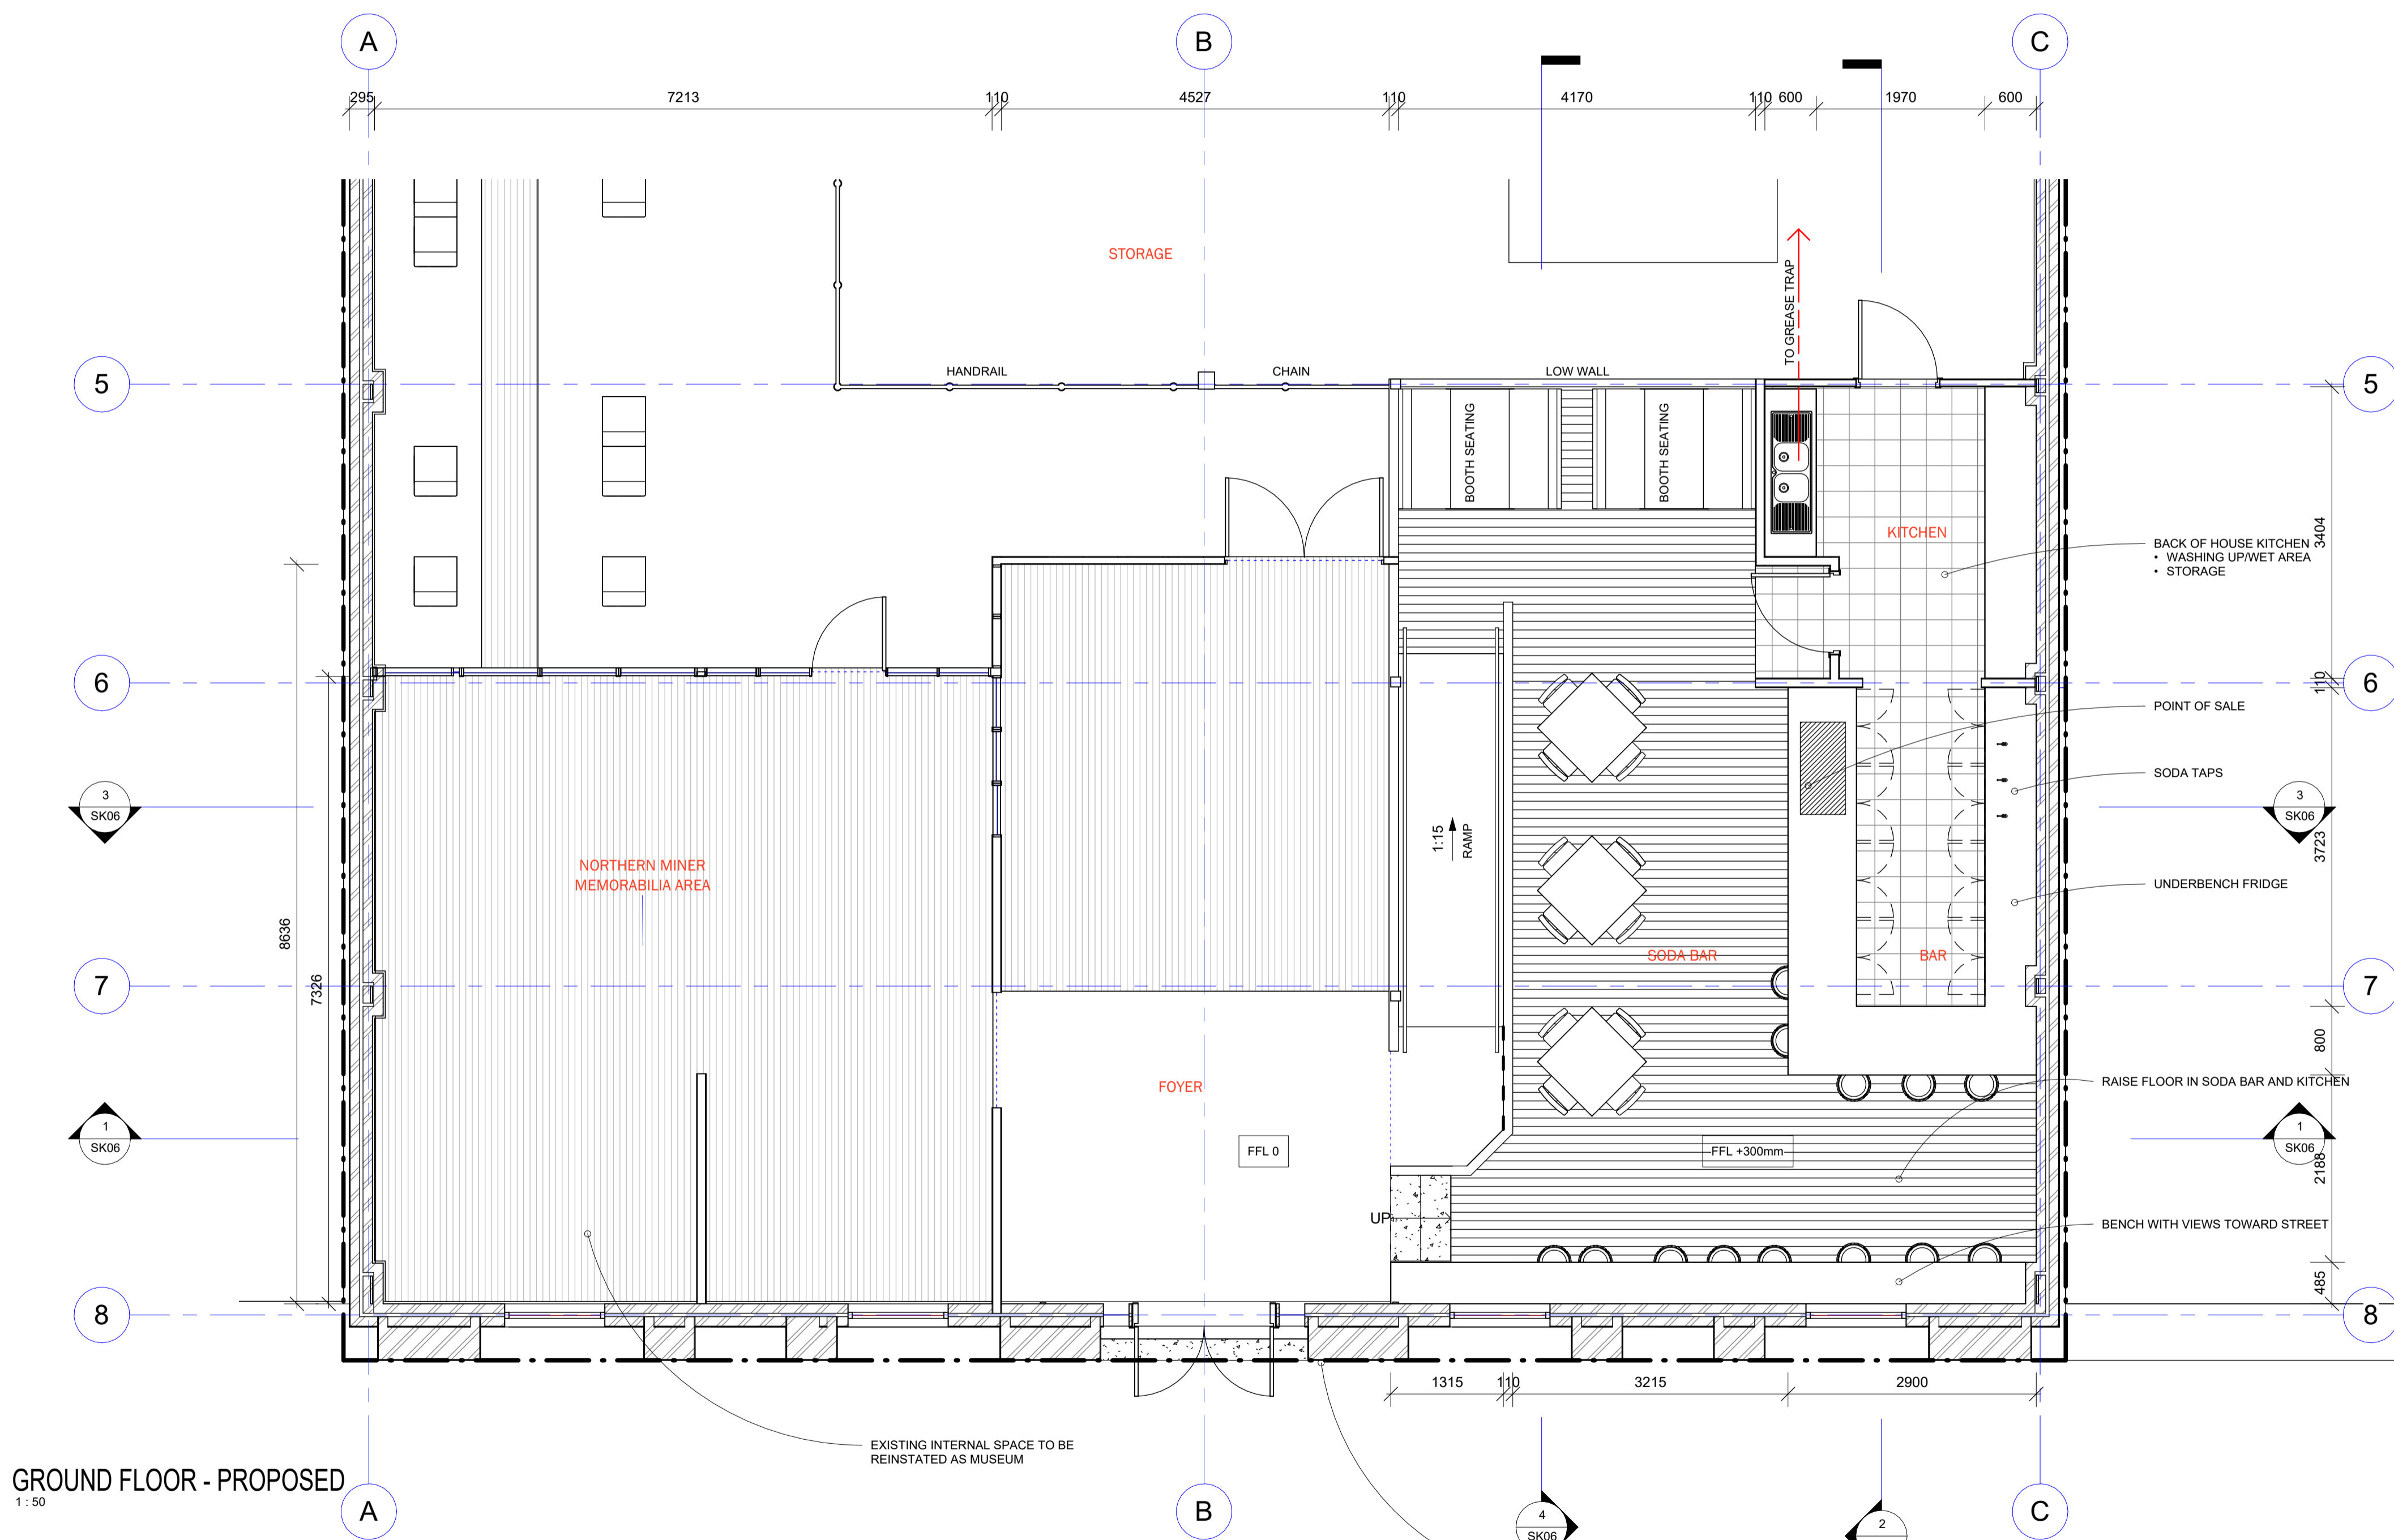 A
B
C
295
7213
110
4527
110
4170
110
600
1970
600
STORAGE
TO GREASE TRAP
HANDRAIL
CHAIN
LOW WALL
5
5
BOOTH SEATING
BOOTH SEATING
KITCHEN
3404
BACK OF HOUSE KITCHEN
• WASHING UP/WET AREA
• STORAGE
6
6
110
POINT OF SALE
SODA TAPS
3
SK06
3
SK06
1:15
RAMP
3723
NORTHERN MINER
MEMORABILIA AREA
UNDERBENCH FRIDGE
8636
7326
SODA BAR
BAR
7
7
800
FOYER
RAISE FLOOR IN SODA BAR AND KITCHEN
1
SK06
1
SK06
FFL 0
FFL +300mm
2188
UP
BENCH WITH VIEWS TOWARD STREET
485
8
8
1315
110
3215
2900
EXISTING INTERNAL SPACE TO BE
REINSTATED AS MUSEUM
GROUND FLOOR - PROPOSED
1 : 50
A
B
C
4
SK06
2